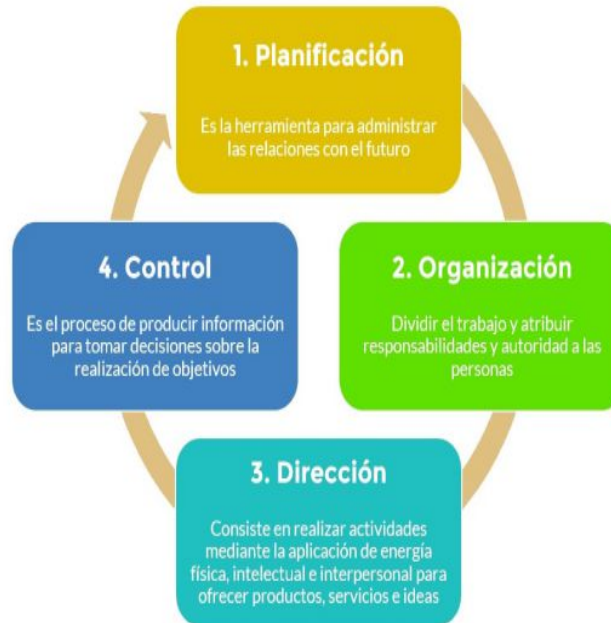 1. Planificación
Es la herramienta para administrar
las relaciones con el futuro
2. Organización
Dividir el trabajo y atribuir
responsabilidades y autoridad a las
personas
3. Dirección
Consiste en realizar actividades
mediante la aplicación de energía
física, intelectual e interpersonal para
ofrecer productos, servicios e ideas
4. Control
Es el proceso de producir información
para tomar decisiones sobre la
realización de objetivos